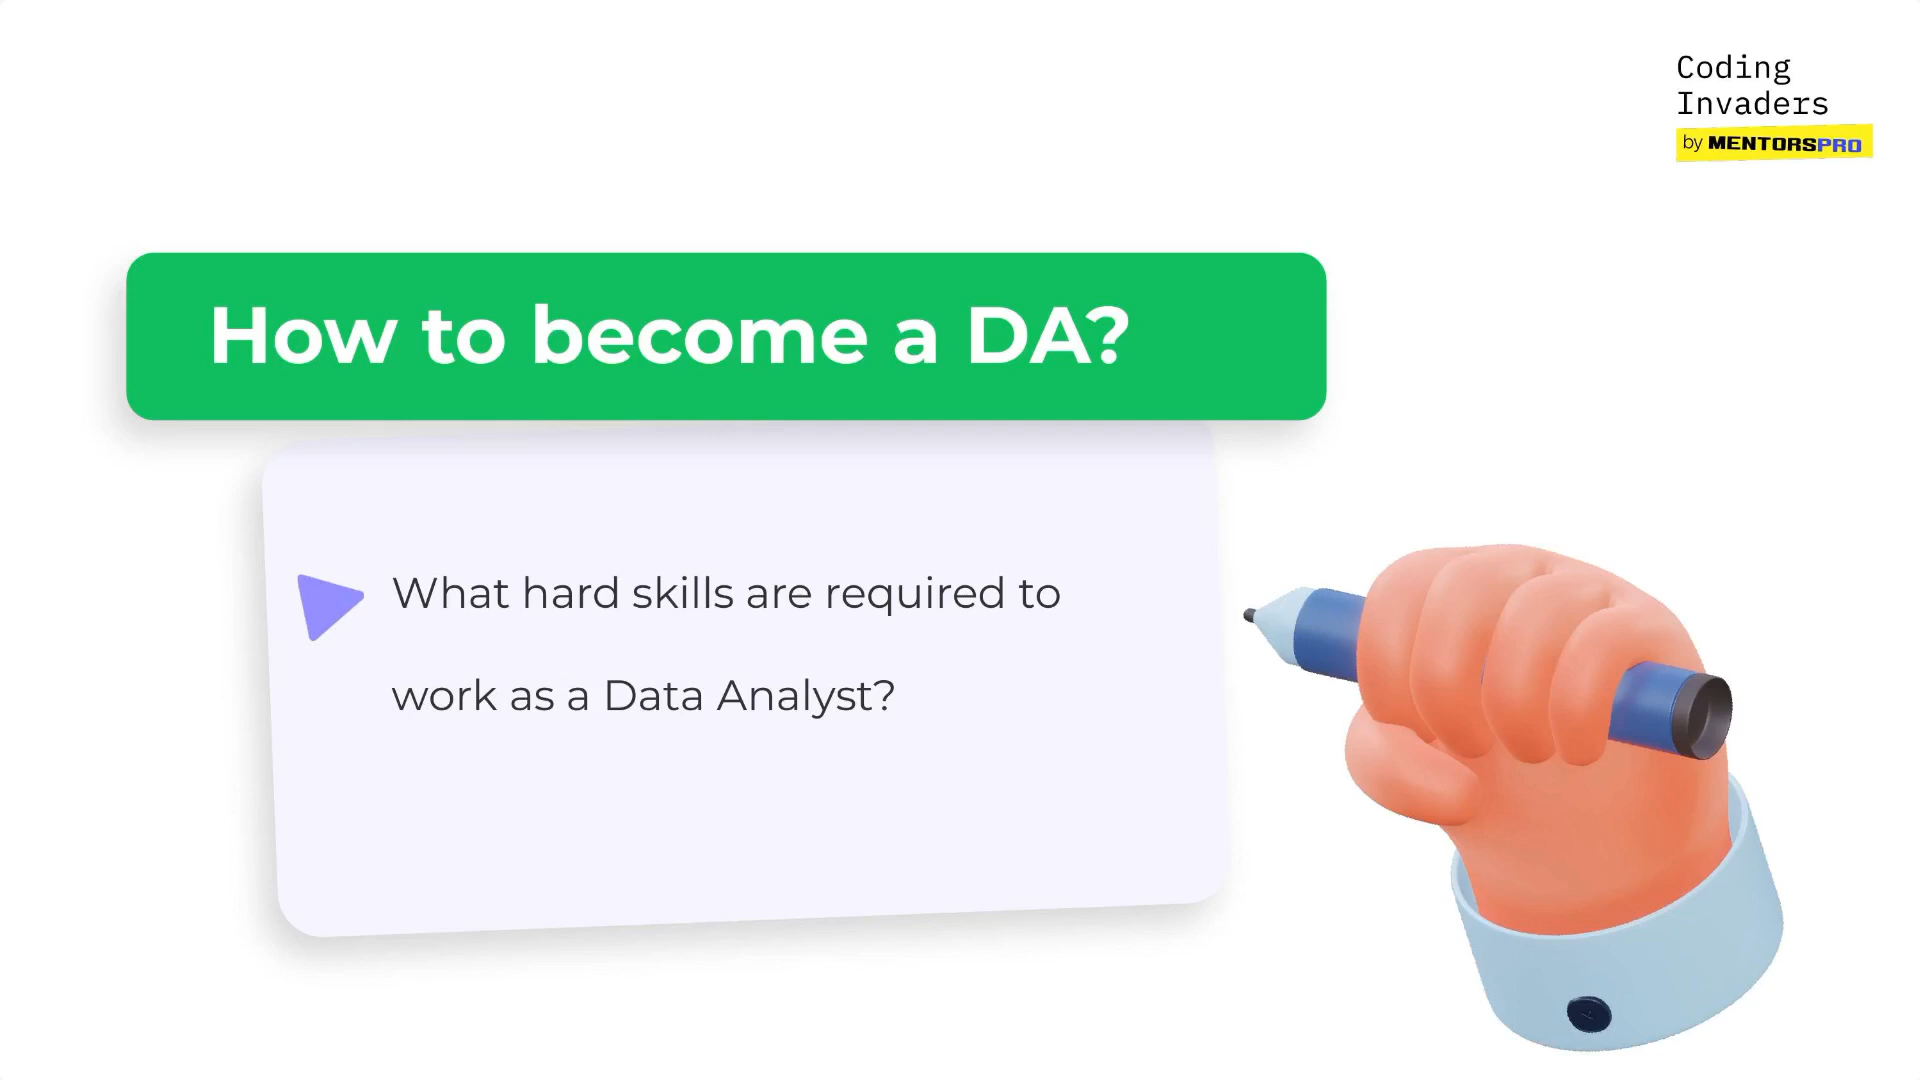 Coding
Invaders
by MENTORSPRO
How to become a DA?
What hard skills are required to
work as a Data Analyst?